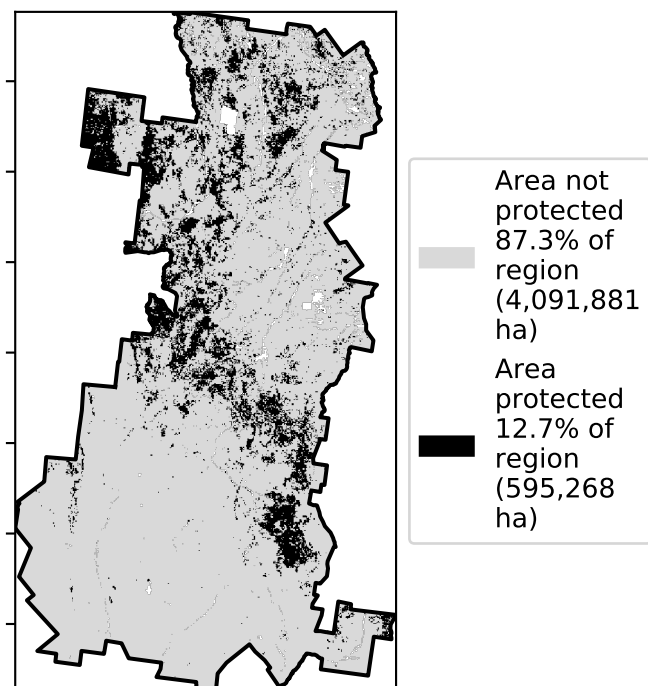 Area not
protected
87.3% of
region
(4,091,881
ha)
Area
protected
12.7% of
region
(595,268
ha)